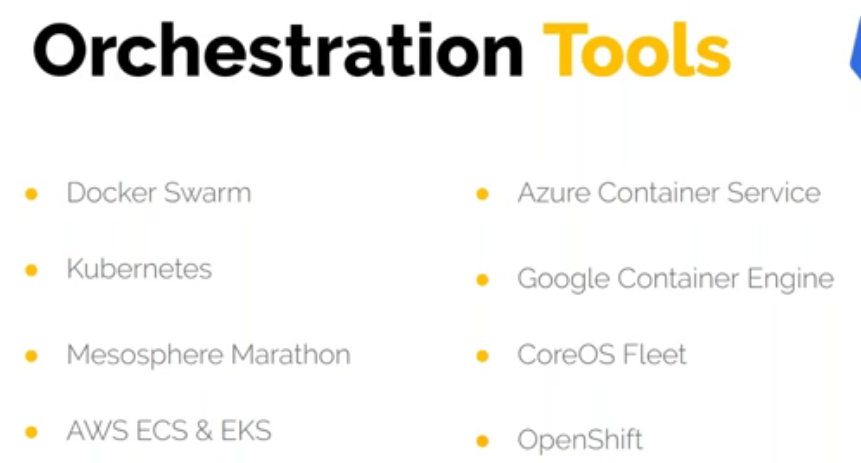 Orchestration Tools
Docker Swarm
Kubernetes
Mesosphere Marathon
AWS ECS & EKS
Azure Container Service
Google Container Engine
CoreOS Fleet
OpenShift